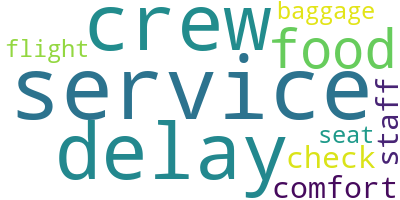 crew
baggage
flight
food
service
staff
delay
seat
check
comfort